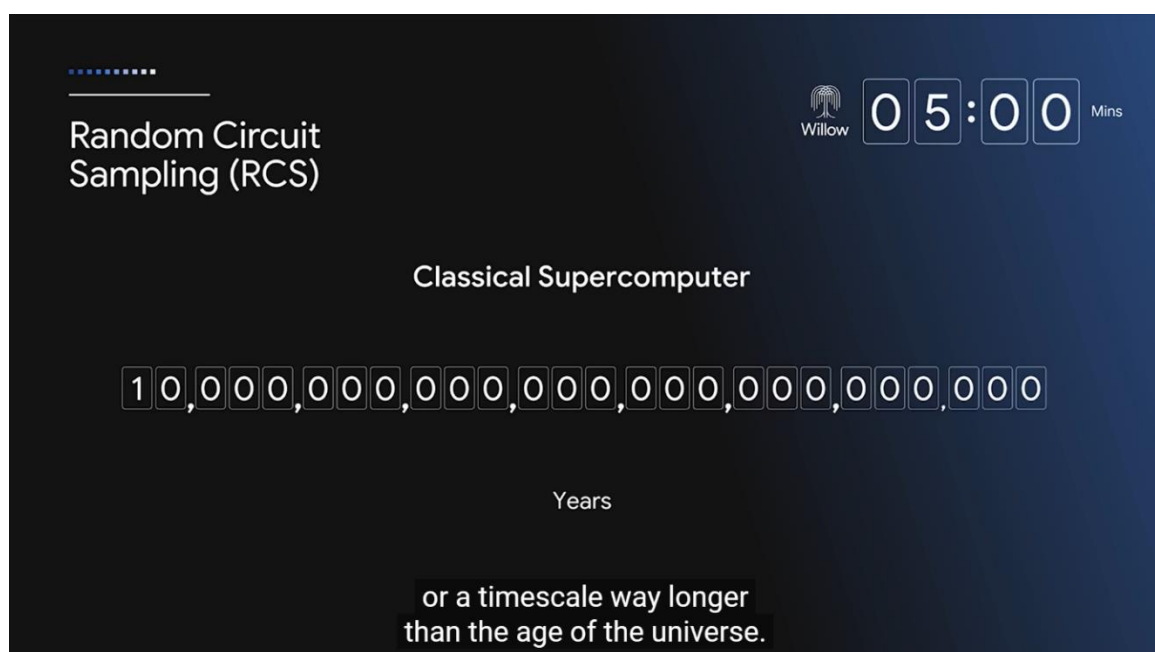 Random Circuit
Sampling (RCS)
Willow
05:00 Mins
Classical Supercomputer
10,000,000,000,000,000,000,000,000
Years
or a timescale way longer
than the age of the universe.